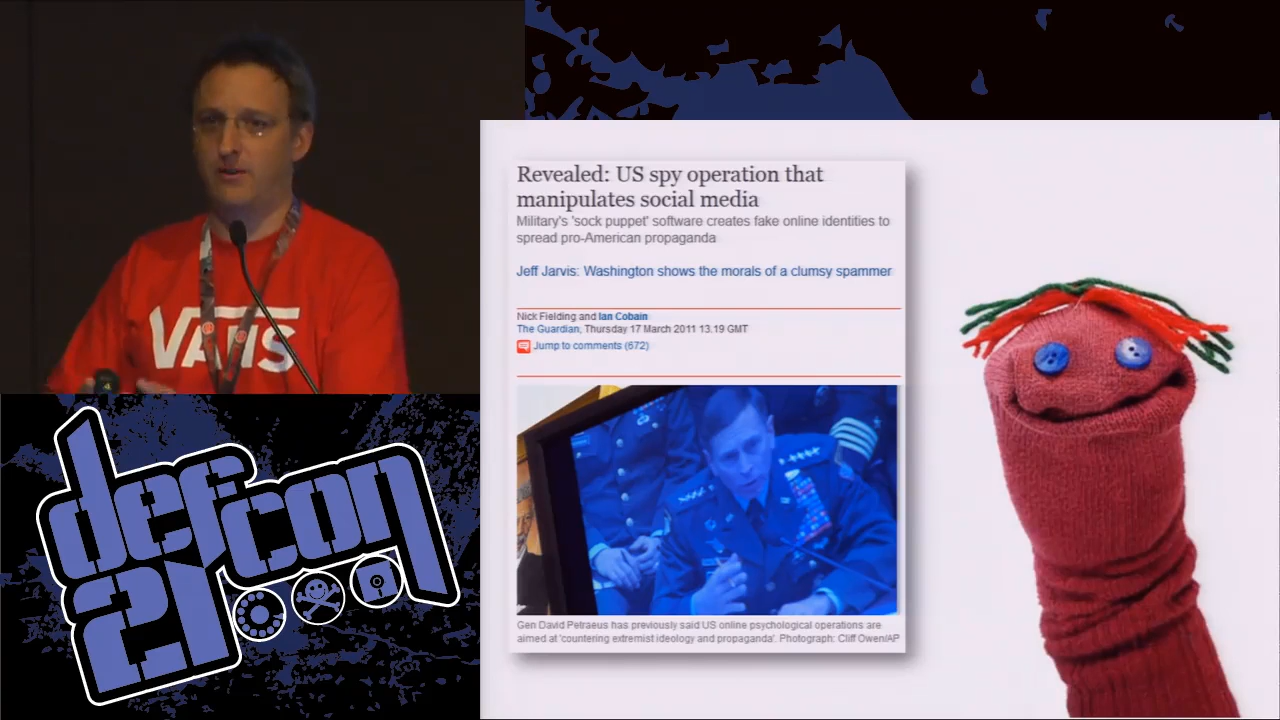 VANS
4
defcon
21
Revealed: US spy operation that
manipulates social media
Military's 'sock puppet' software creates fake online identities to
spread pro-American propaganda
Jeff Jarvis: Washington shows the morals of a clumsy spammer
Nick Fielding and Ian Cobain
The Guardian, Thursday 17 March 2011 13.19 GMT
Jump to comments (672)
Gen David Petraeus has previously said US online psychological operations are
aimed at 'countering extremist ideology and propaganda'. Photograph: Cliff Owen/AP